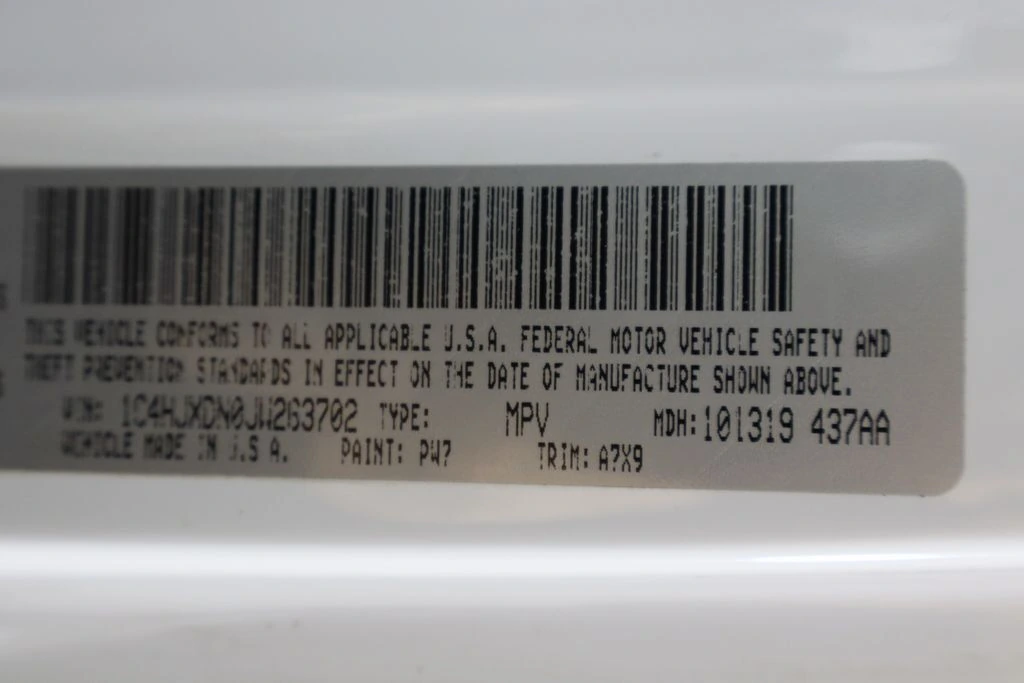 THIS VEHICLE CONFORMS TO ALL APPLICABLE U.S.A. FEDERAL MOTOR VEHICLE SAFETY AND
THEFT PREVENTION STANDARDS IN EFFECT ON THE DATE OF MANUFACTURE SHOWN ABOVE.
VIN: 1C4HJXDN0JW263702 TYPE: MPV MDH:101319 437AA
VEHICLE MADE IN U.S.A. PAINT: PW7 TRIM: A7X9